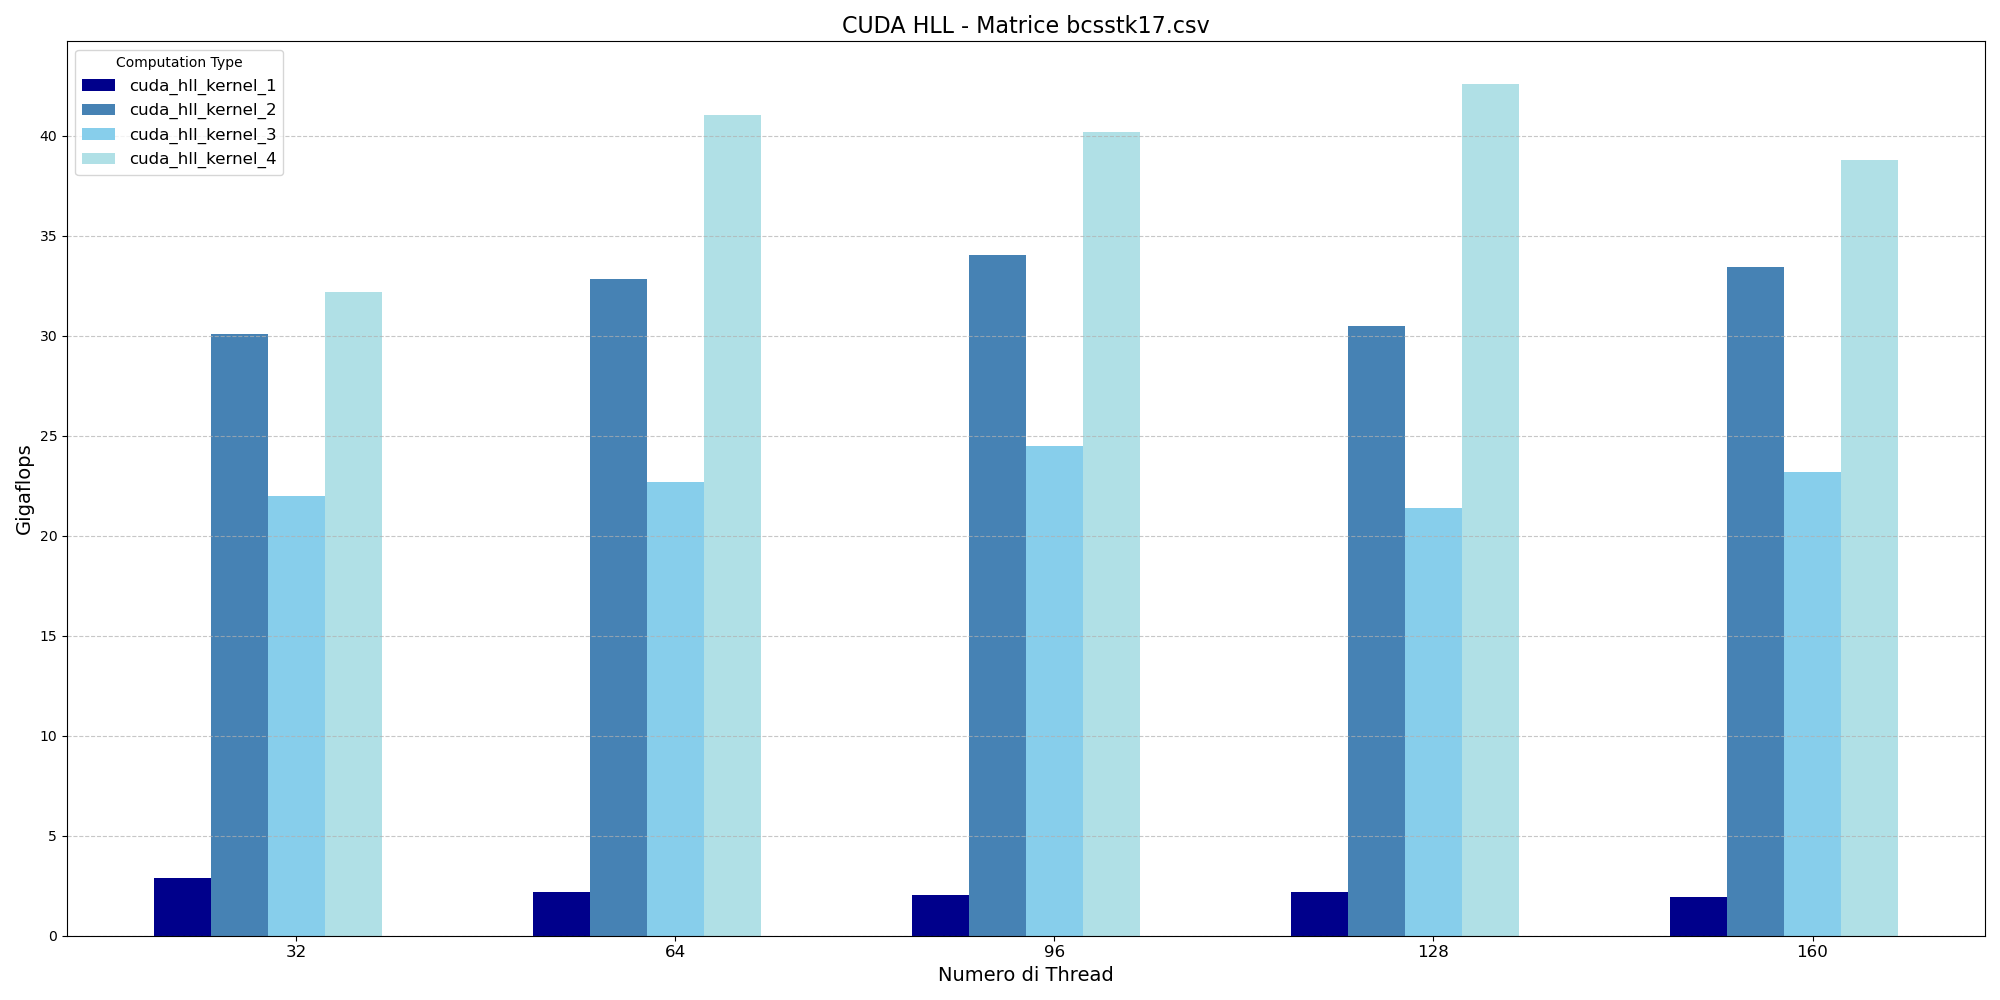 CUDA HLL - Matrice bcsstk17.csv
Computation Type
cuda_hll_kernel_1
cuda_hll_kernel_2
cuda_hll_kernel_3
cuda_hll_kernel_4
Gigaflops
40
35
30
25
20
15
10
5
0
32 64 96 128 160
Numero di Thread